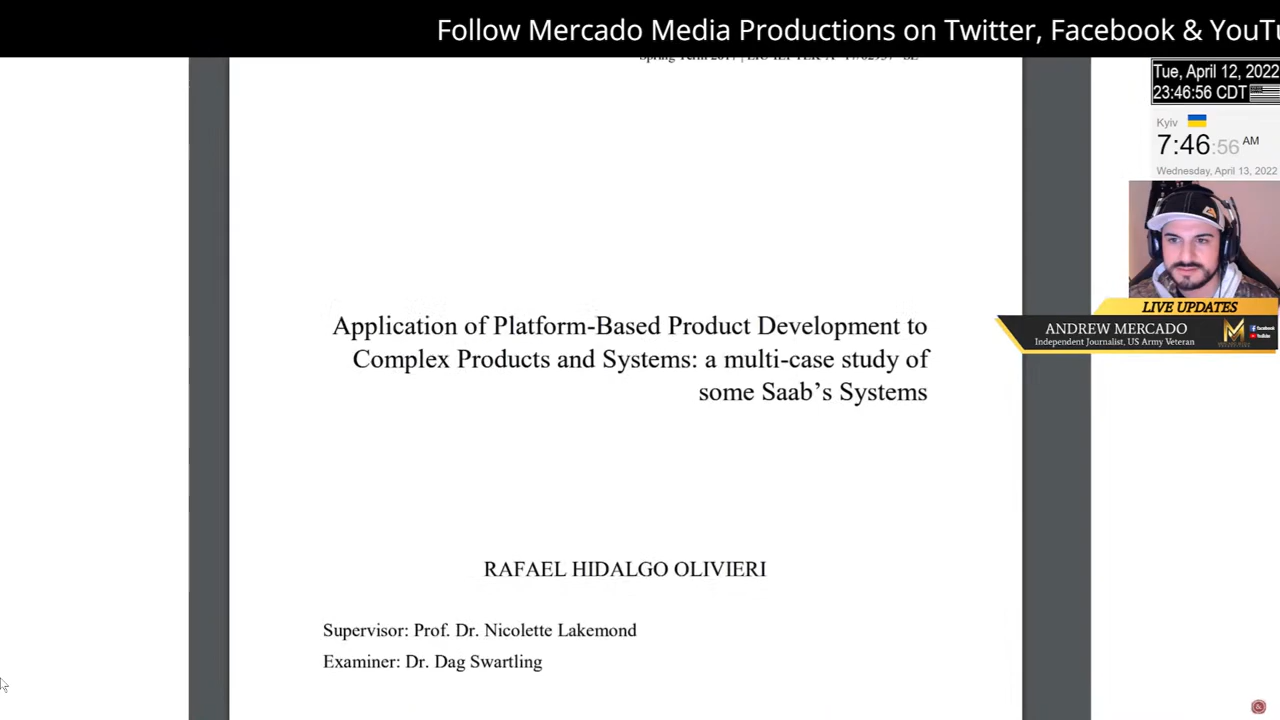 Follow Mercado Media Productions on Twitter, Facebook & YouTu
Tue, April 12, 2022
23:46:56 CDT
Kyiv
7:46:56 AM
Wednesday, April 13, 2022
LIVE UPDATES
ANDREW MERCADO
Independent Journalist, US Army Veteran
Facebook
YouTube
Application of Platform-Based Product Development to
Complex Products and Systems: a multi-case study of
some Saab’s Systems
RAFAEL HIDALGO OLIVIERI
Supervisor: Prof. Dr. Nicolette Lakemond
Examiner: Dr. Dag Swartling